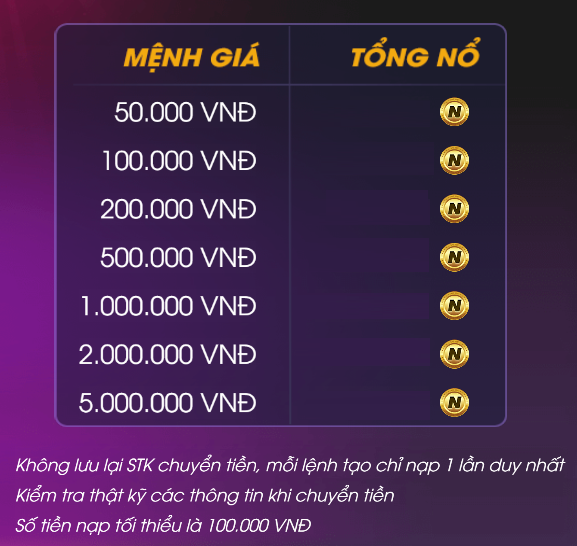 MỆNH GIÁ TỔNG NỔ
50.000 VNĐ N
100.000 VNĐ N
200.000 VNĐ N
500.000 VNĐ N
1.000.000 VNĐ N
2.000.000 VNĐ N
5.000.000 VNĐ N
Không lưu lại STK chuyển tiền, mỗi lệnh tạo chỉ nạp 1 lần duy nhất
Kiểm tra thật kỹ các thông tin khi chuyển tiền
Số tiền nạp tối thiểu là 100.000 VNĐ